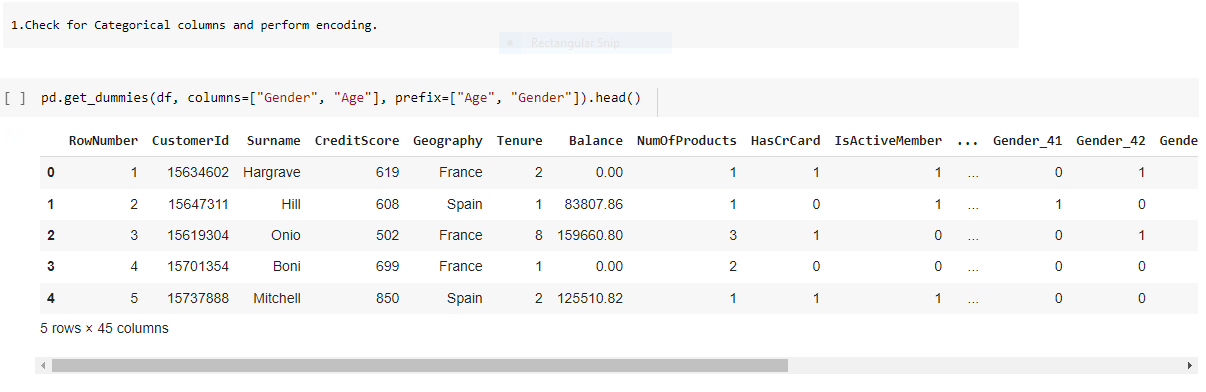 1.Check for Categorical columns and perform encoding.
Rectangular Snip
[ ] pd.get_dummies(df, columns=["Gender", "Age"], prefix=["Age", "Gender"]).head()
RowNumber CustomerId Surname CreditScore Geography Tenure Balance NumOfProducts HasCrCard IsActiveMember ... Gender_41 Gender_42 Gende
0 1 15634602 Hargrave 619 France 2 0.00 1 1 1 ... 0 1
1 2 15647311 Hill 608 Spain 1 83807.86 1 0 1 ... 1 0
2 3 15619304 Onio 502 France 8 159660.80 3 1 0 ... 0 1
3 4 15701354 Boni 699 France 1 0.00 2 0 0 ... 0 0
4 5 15737888 Mitchell 850 Spain 2 125510.82 1 1 1 ... 0 0
5 rows × 45 columns